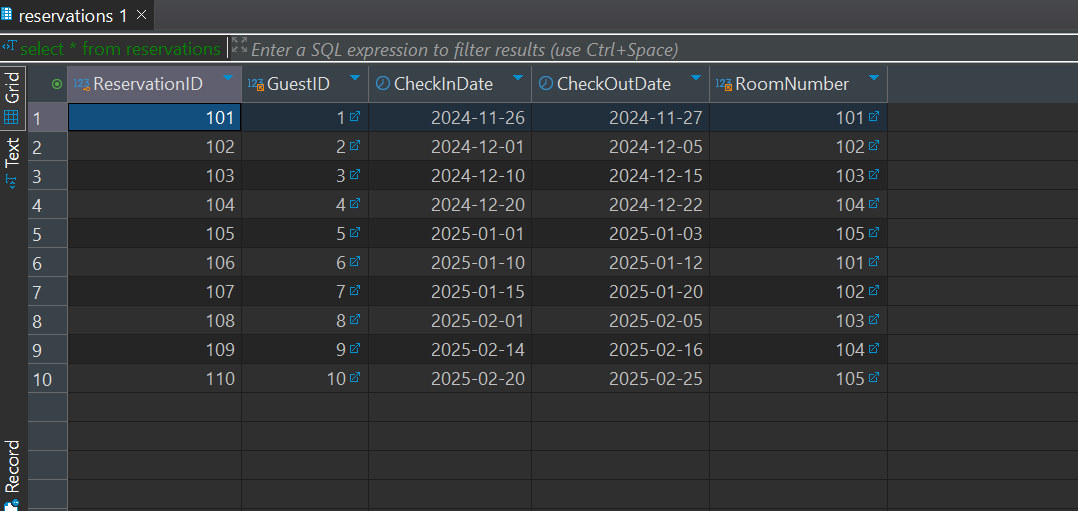 reservations 1
select * from reservations Enter a SQL expression to filter results (use Ctrl+Space)
Grid
Text
Record
123 ReservationID 123 GuestID CheckInDate CheckOutDate 123 RoomNumber
1 101 1 2024-11-26 2024-11-27 101
2 102 2 2024-12-01 2024-12-05 102
3 103 3 2024-12-10 2024-12-15 103
4 104 4 2024-12-20 2024-12-22 104
5 105 5 2025-01-01 2025-01-03 105
6 106 6 2025-01-10 2025-01-12 101
7 107 7 2025-01-15 2025-01-20 102
8 108 8 2025-02-01 2025-02-05 103
9 109 9 2025-02-14 2025-02-16 104
10 110 10 2025-02-20 2025-02-25 105